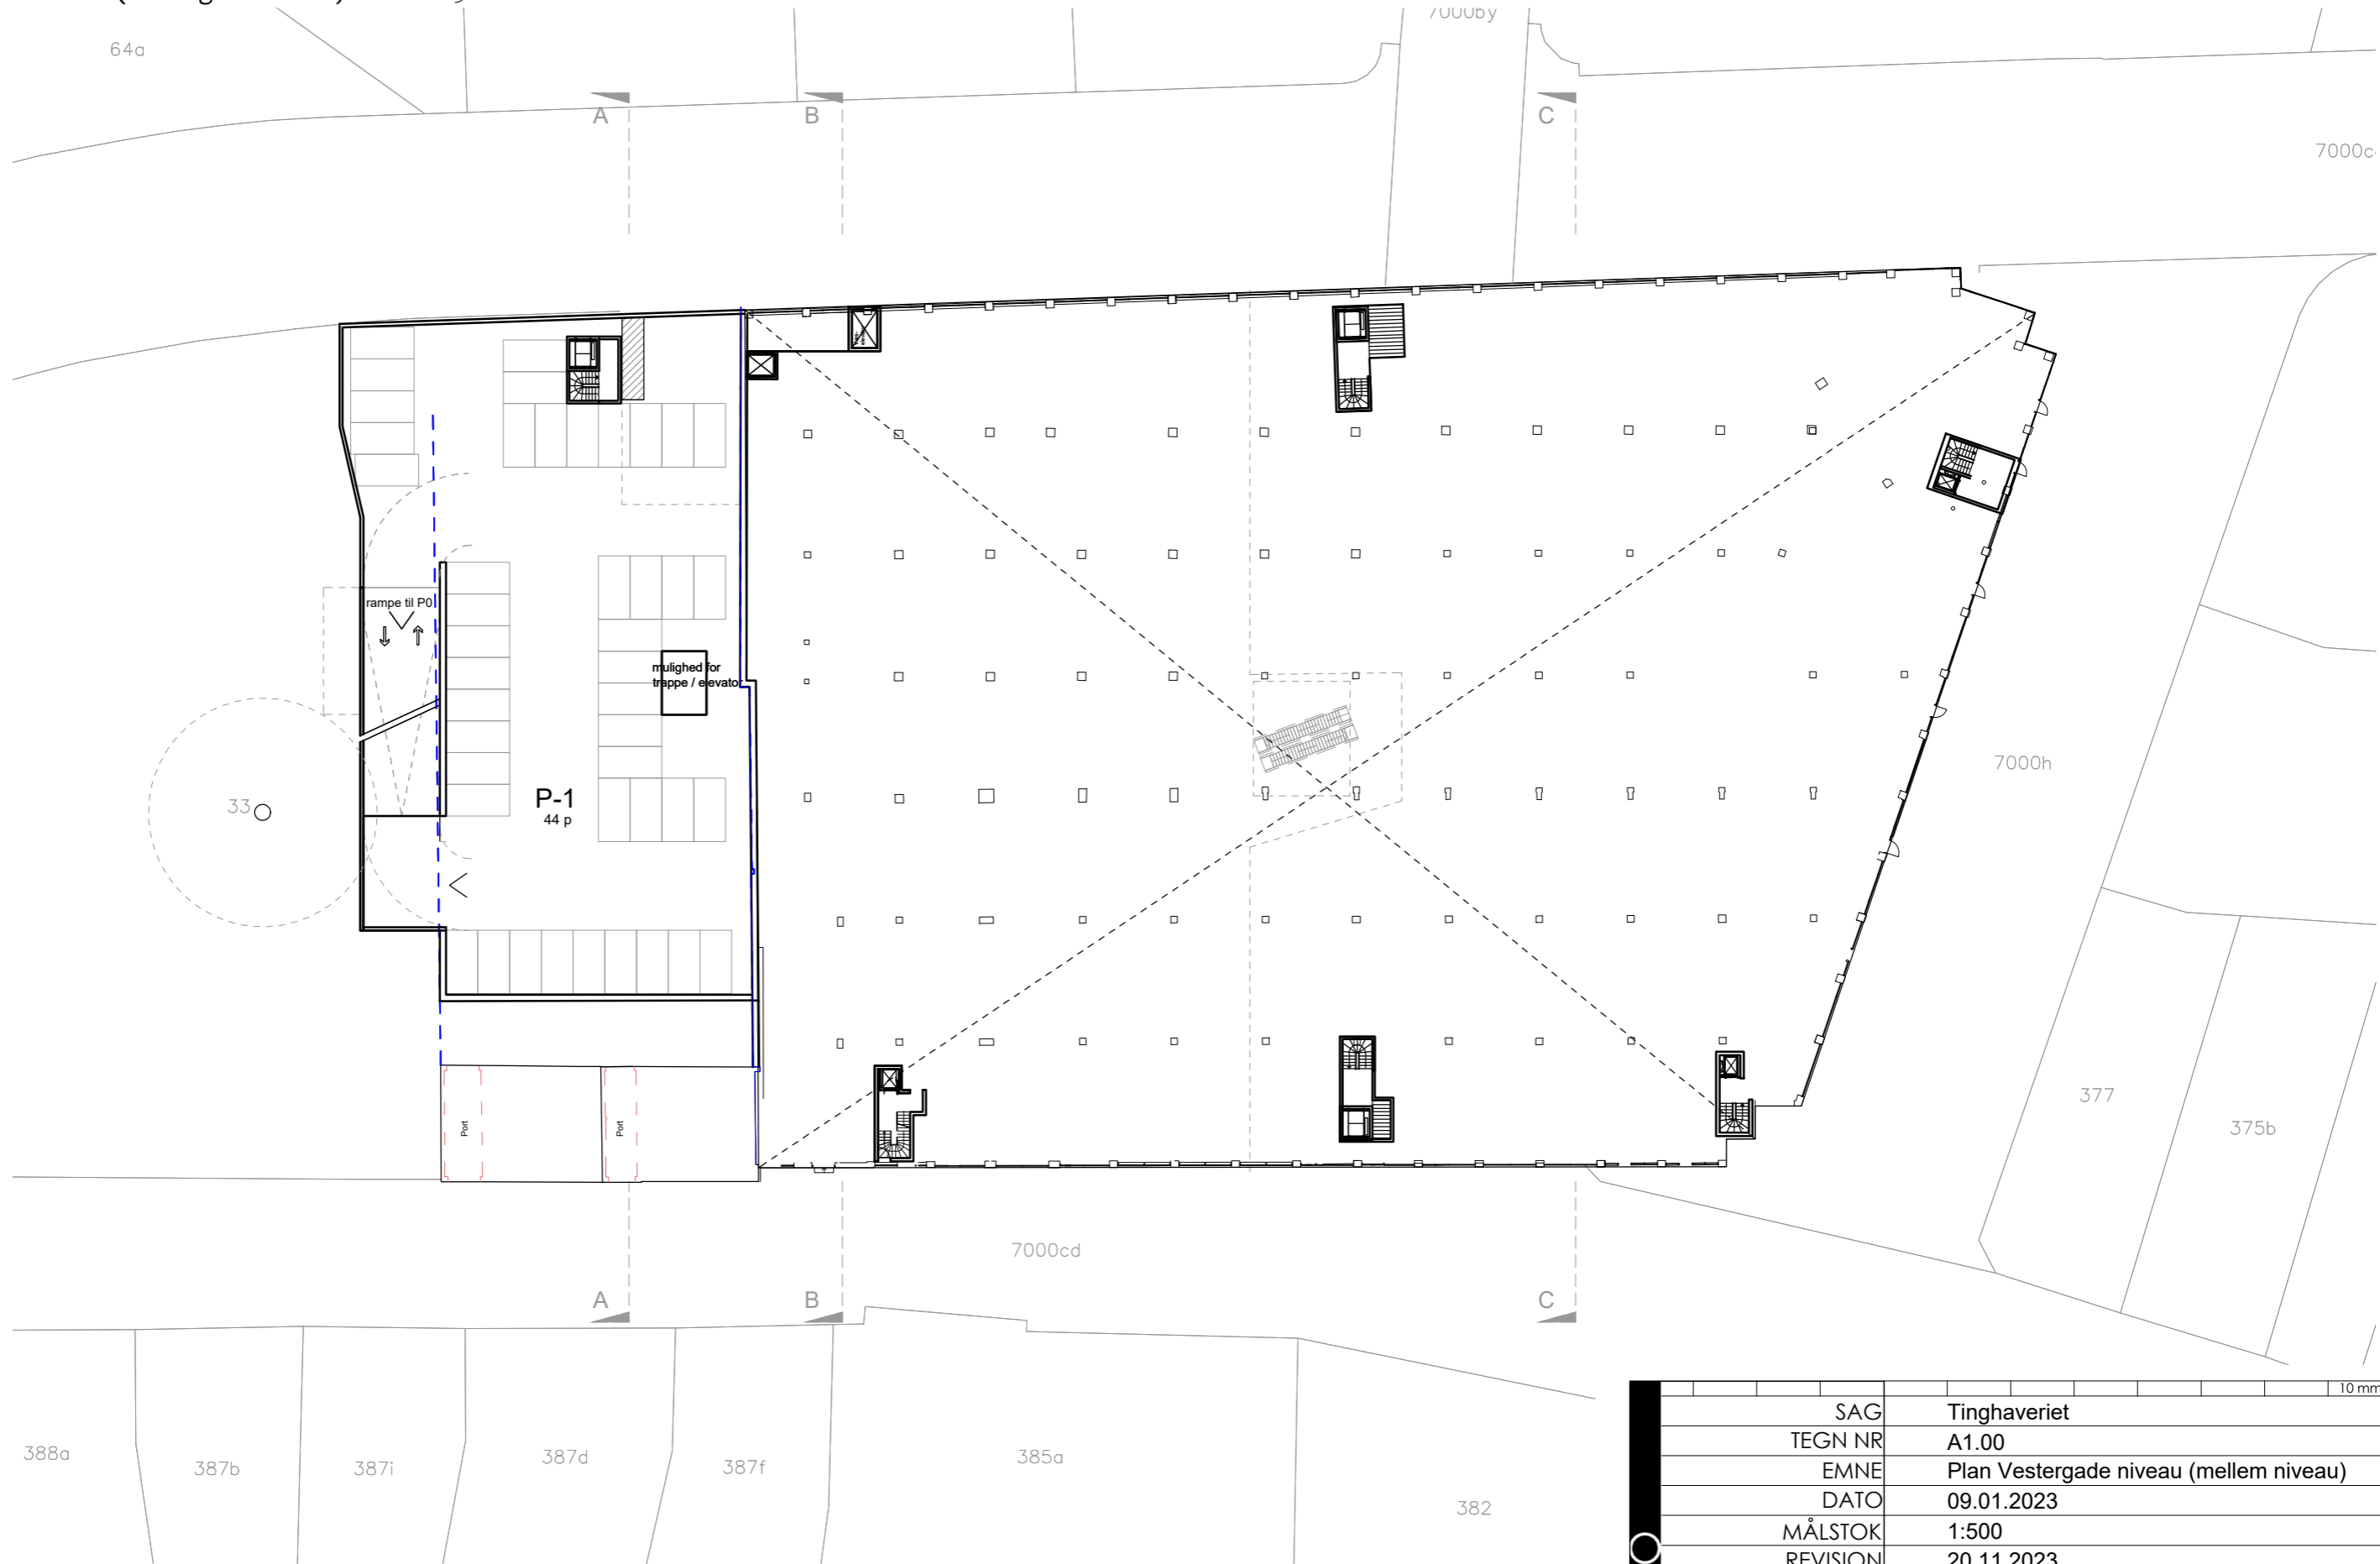 7000by
64a
A
B
C
7000c
rampe til P0
mulighed for
trappe / elevator
33
P-1
44 p
7000h
Port
Port
377
375b
7000cd
A
B
C
388a
387b
387i
387d
387f
385a
382
10 mm
SAG Tinghaveriet
TEGN NR A1.00
EMNE Plan Vestergade niveau (mellem niveau)
DATO 09.01.2023
MÅLSTOK 1:500
REVISION 20.11.2023